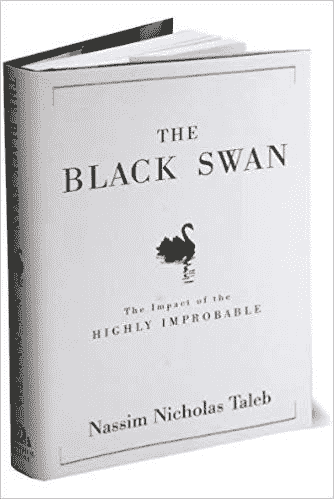 THE
BLACK SWAN
The Impact of the
HIGHLY IMPROBABLE
Nassim Nicholas Taleb